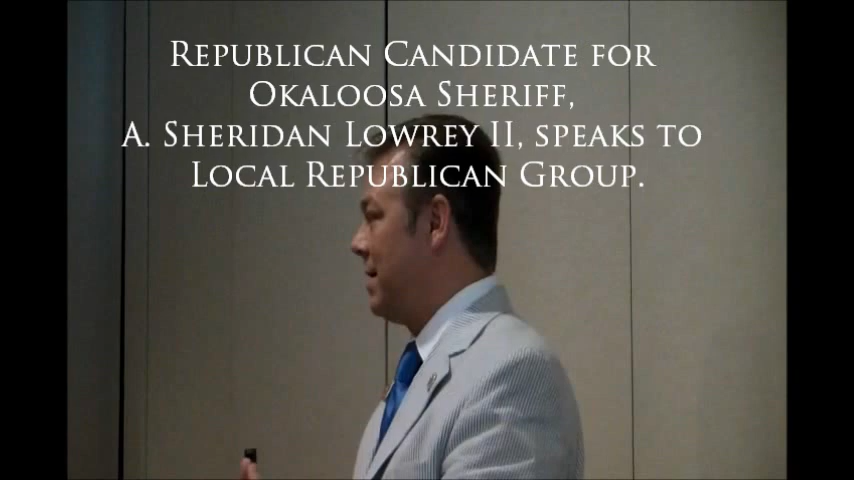 Republican Candidate for
Okaloosa Sheriff,
A. Sheridan Lowrey II, speaks to
Local Republican Group.